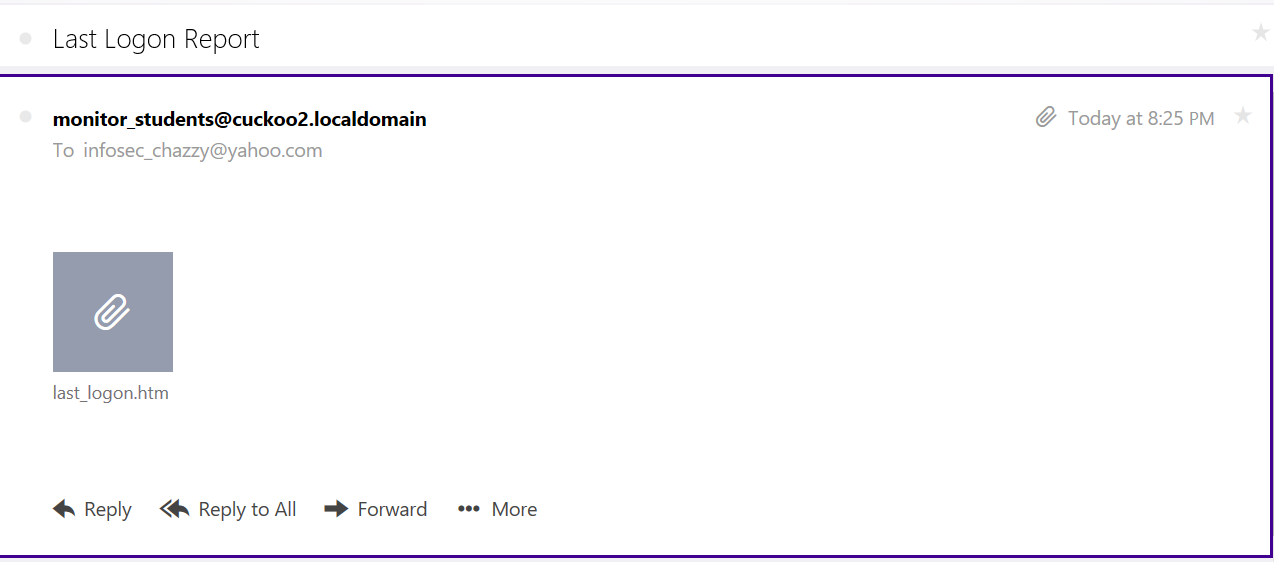 Last Logon Report
monitor_students@cuckoo2.localdomain
Today at 8:25 PM
To infosec_chazzy@yahoo.com
last_logon.htm
Reply Reply to All Forward More